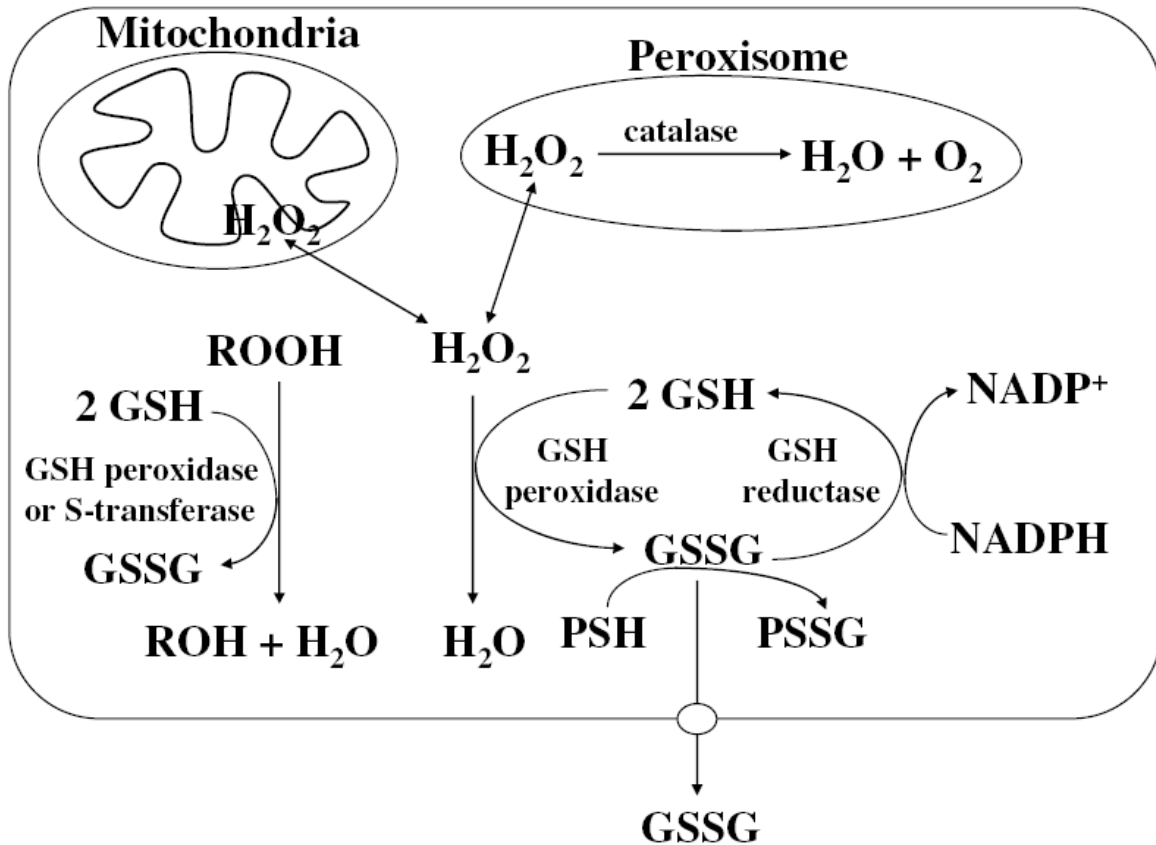 Mitochondria
Peroxisome
H₂O₂
catalase
H₂O + O₂
H₂O₂
ROOH
H₂O₂
2 GSH
2 GSH
NADP⁺
GSH peroxidase
or S-transferase
GSH
peroxidase
GSH
reductase
GSSG
GSSG
NADPH
ROH + H₂O
H₂O
PSH
PSSG
GSSG